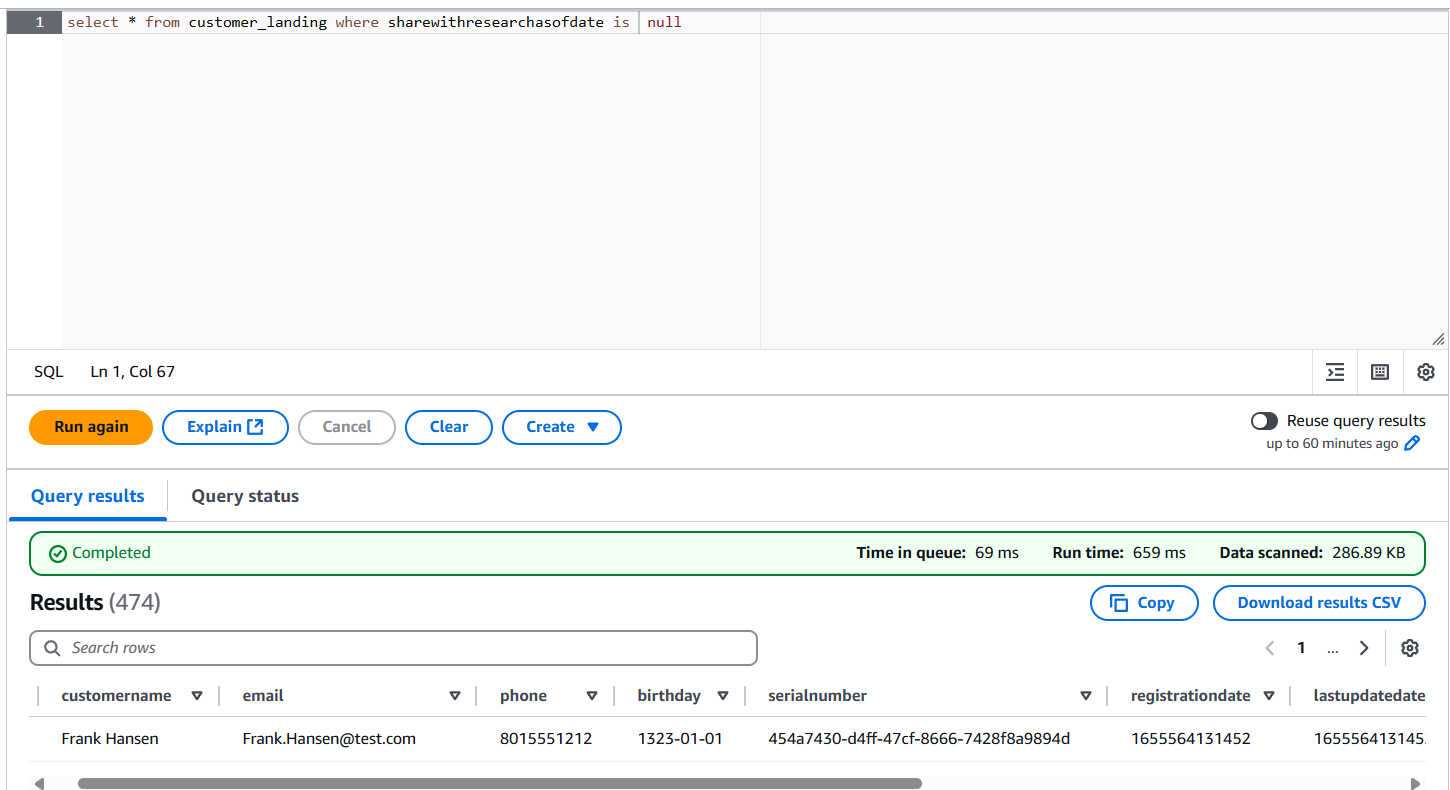 1 select * from customer_landing where sharewithresearchasofdate is null
SQL Ln 1, Col 67
Run again Explain Cancel Clear Create Reuse query results
up to 60 minutes ago
Query results Query status
Completed Time in queue: 69 ms Run time: 659 ms Data scanned: 286.89 KB
Results (474) Copy Download results CSV
Search rows 1 ...
customername email phone birthday serialnumber registrationdate lastupdatedate
Frank Hansen Frank.Hansen@test.com 8015551212 1323-01-01 454a7430-d4ff-47cf-8666-7428f8a9894d 1655564131452 165556413145